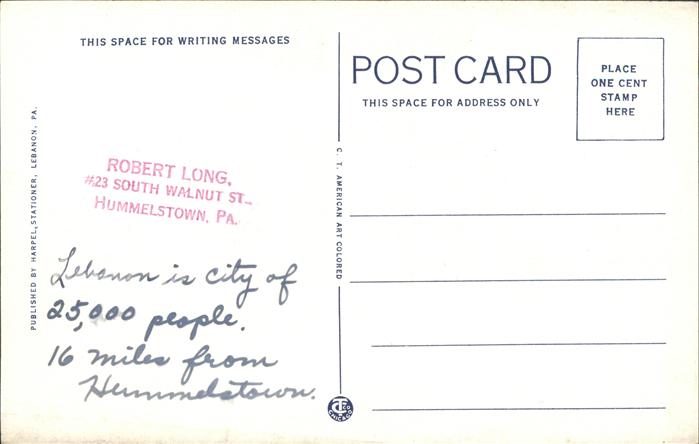 THIS SPACE FOR WRITING MESSAGES
POST CARD
THIS SPACE FOR ADDRESS ONLY
PLACE
ONE CENT
STAMP
HERE
PUBLISHED BY HARPEL, STATIONER, LEBANON, PA.
ROBERT LONG,
#23 SOUTH WALNUT ST.
HUMMELSTOWN, PA.
Lebanon is city of
25,000 people.
16 miles from
Hummelstown.
C. T. AMERICAN ART COLORED